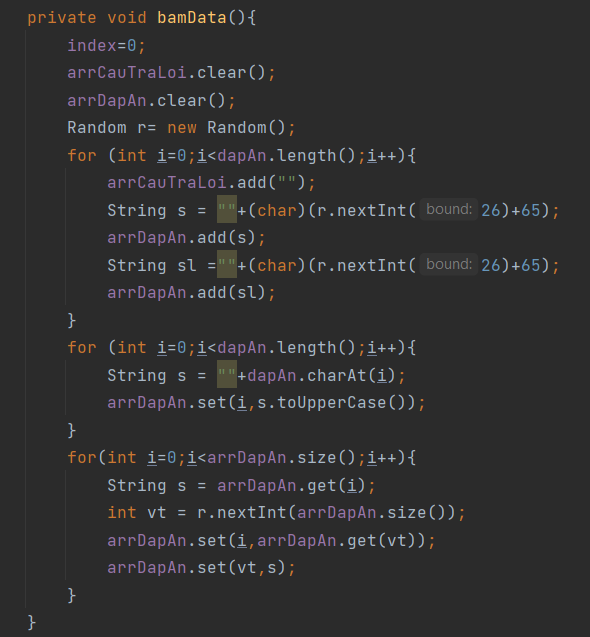 private void bamData(){
index=0;
arrCauTraLoi.clear();
arrDapAn.clear();
Random r= new Random();
for (int i=0;i<dapAn.length();i++){
arrCauTraLoi.add("");
String s = ""+(char)(r.nextInt( bound: 26)+65);
arrDapAn.add(s);
String sl =""+(char)(r.nextInt( bound: 26)+65);
arrDapAn.add(sl);
}
for (int i=0;i<dapAn.length();i++){
String s = ""+dapAn.charAt(i);
arrDapAn.set(i,s.toUpperCase());
}
for(int i=0;i<arrDapAn.size();i++){
String s = arrDapAn.get(i);
int vt = r.nextInt(arrDapAn.size());
arrDapAn.set(i,arrDapAn.get(vt));
arrDapAn.set(vt,s);
}
}